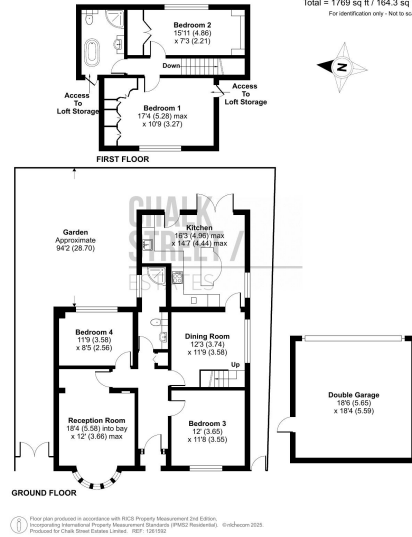 Total = 1769 sq ft / 164.3 sq
For identification only - Not to sc
Bedroom 2
15'11 (4.86)
x 7'3 (2.21)
Down
Access
To
Loft Storage
Access
To
Loft Storage
Bedroom 1
17'4 (5.28) max
x 10'9 (3.27)
N
FIRST FLOOR
Garden
Approximate
94'2 (28.70)
CHALK
STREET
ESTATES
Kitchen
16'3 (4.96) max
x 14'7 (4.44) max
Bedroom 4
11'9 (3.58)
x 8'5 (2.56)
Dining Room
12'3 (3.74)
x 11'9 (3.58)
Up
Reception Room
18'4 (5.58) into bay
x 12' (3.66) max
Bedroom 3
12' (3.65)
x 11'8 (3.55)
Double Garage
18'6 (5.65)
x 18'4 (5.59)
GROUND FLOOR
Floor plan produced in accordance with RICS Property Measurement 2nd Edition,
Incorporating International Property Measurement Standards (IPMS2 Residential). ©nichecom 2025.
Produced for Chalk Street Estates Limited. REF: 1261592